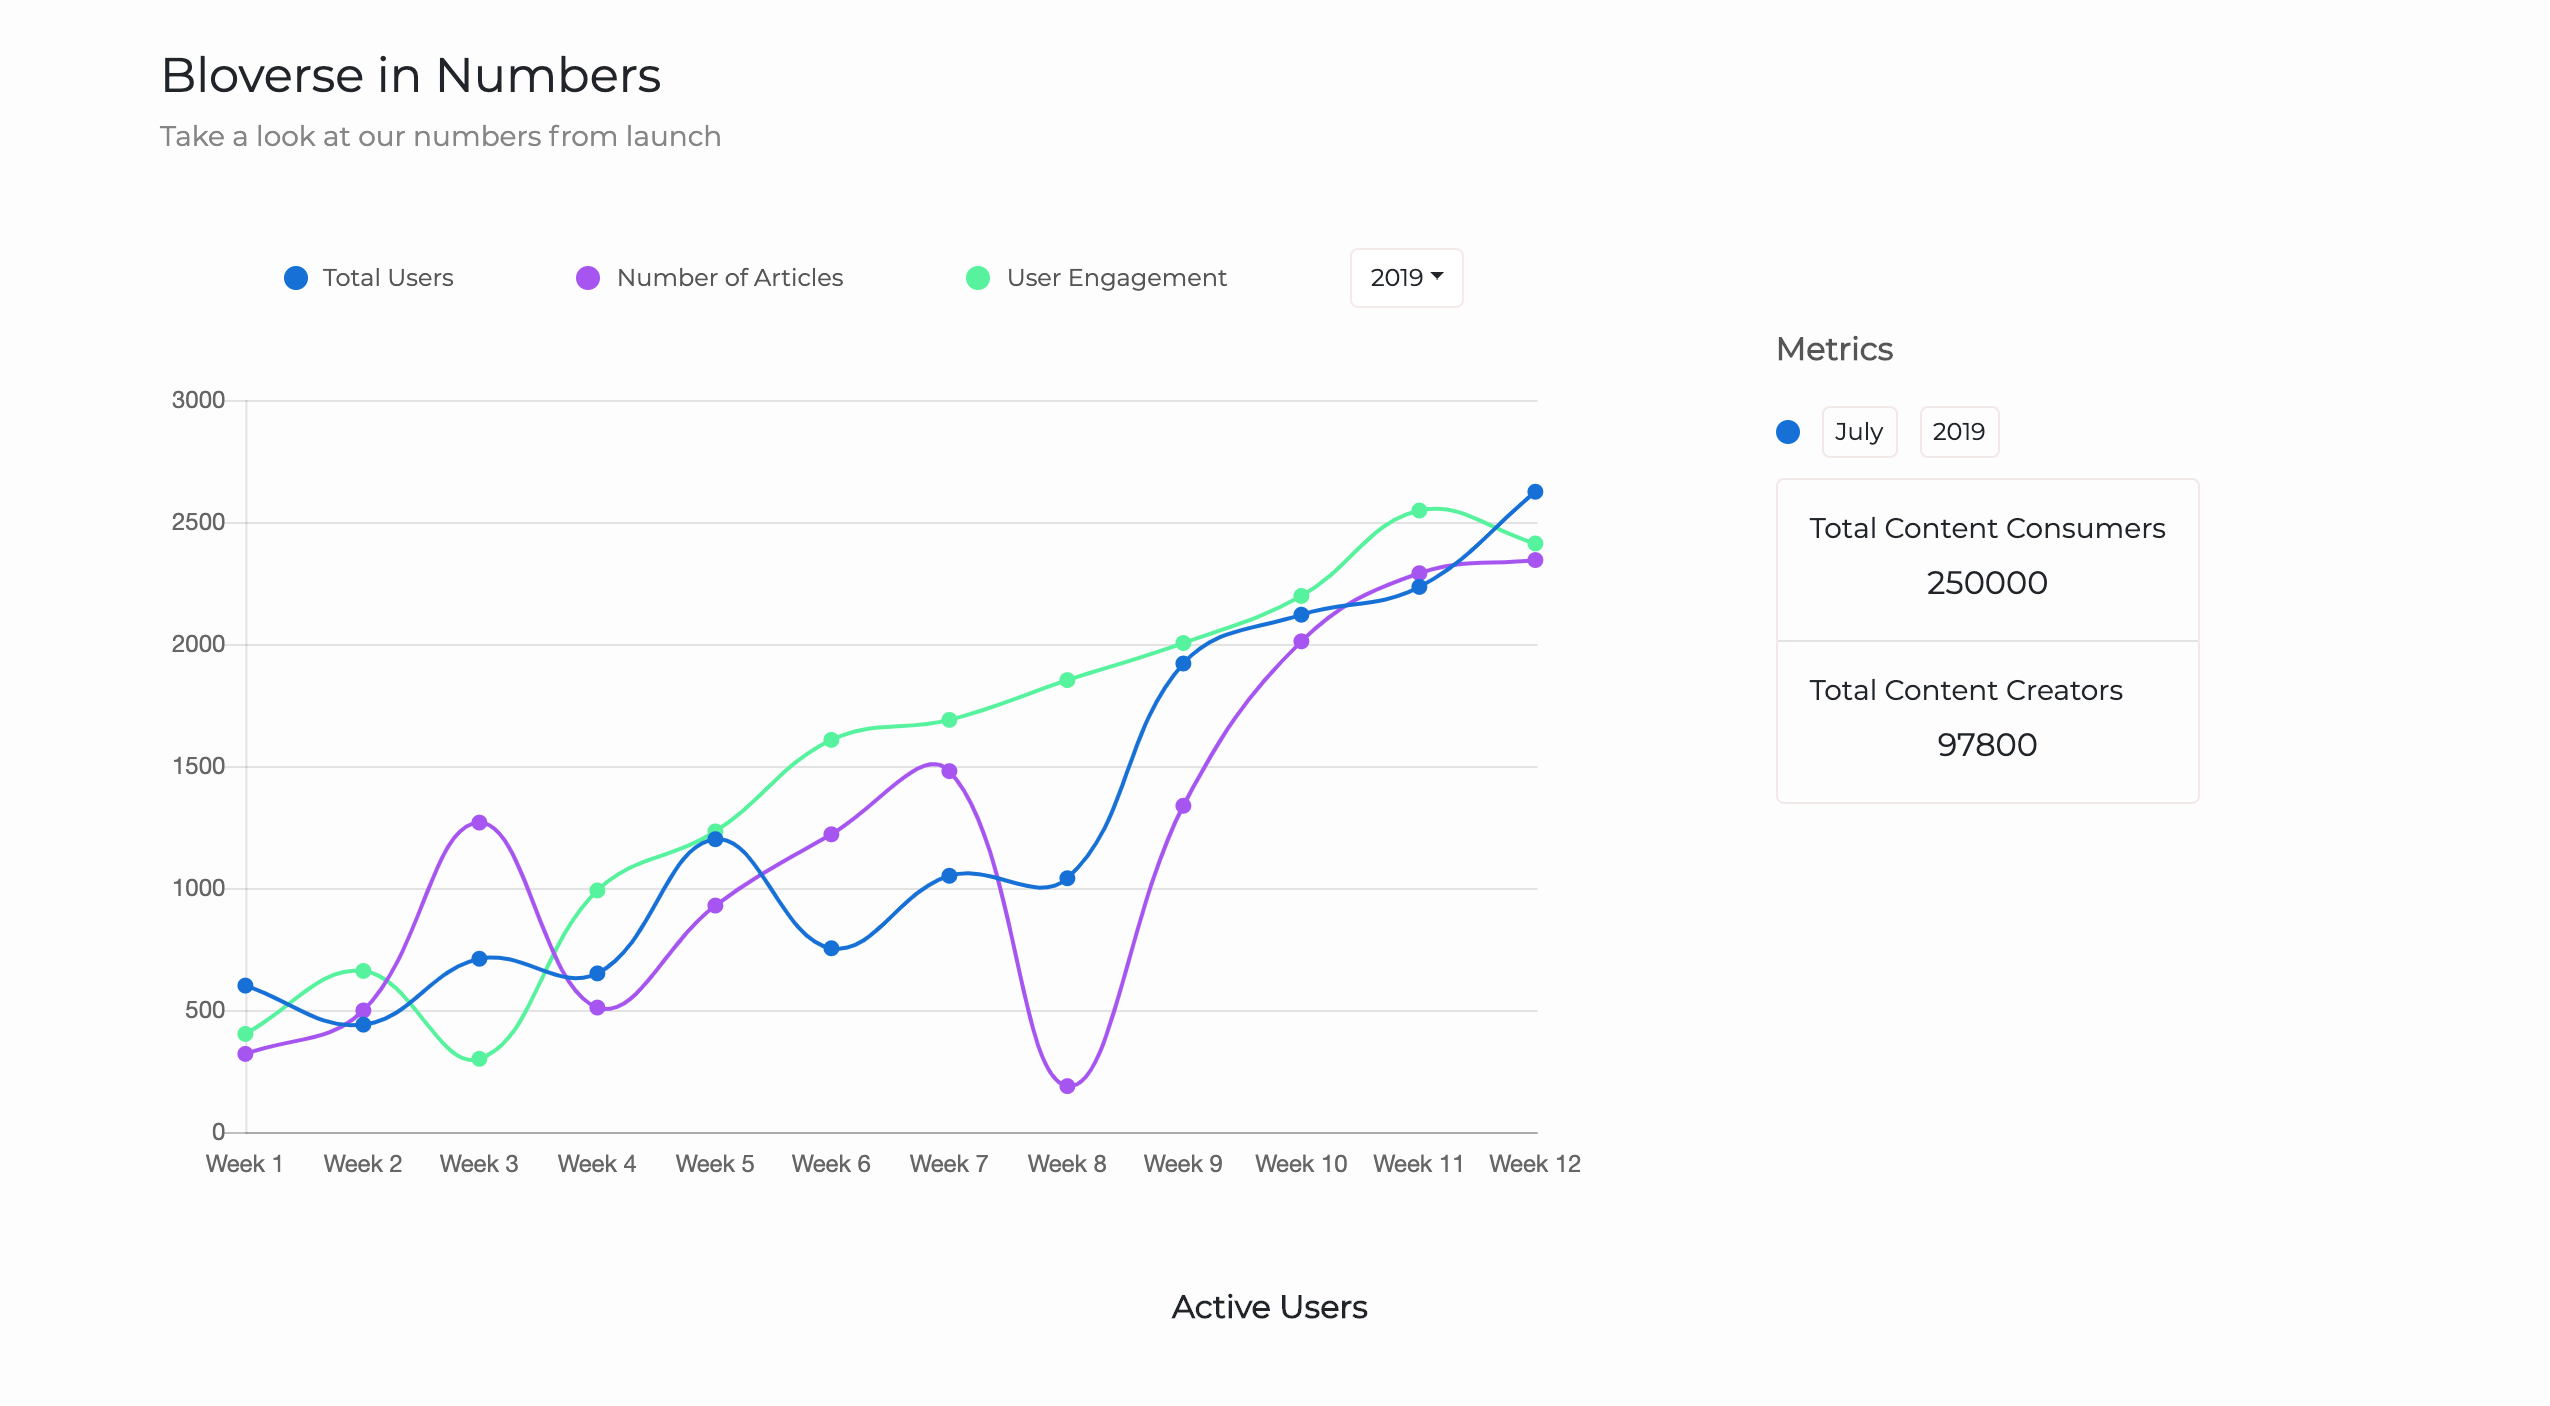 Bloverse in Numbers
Take a look at our numbers from launch
Total Users Number of Articles User Engagement 2019
Metrics
July 2019
Total Content Consumers
250000
Total Content Creators
97800
3000
2500
2000
1500
1000
500
0
Week 1 Week 2 Week 3 Week 4 Week 5 Week 6 Week 7 Week 8 Week 9 Week 10 Week 11 Week 12
Active Users